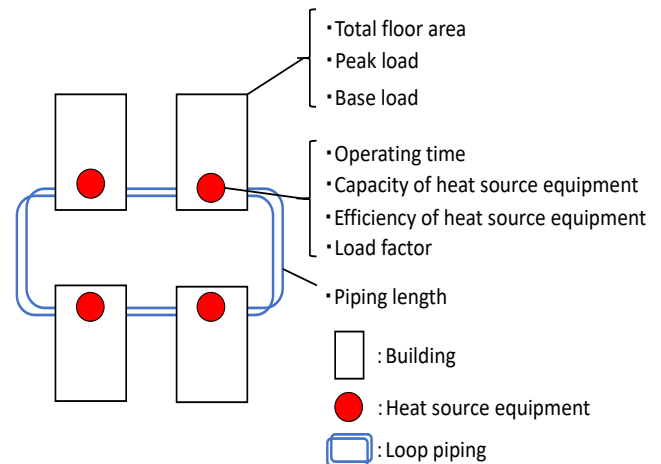 ・Total floor area
・Peak load
・Base load
・Operating time
・Capacity of heat source equipment
・Efficiency of heat source equipment
・Load factor
・Piping length
: Building
: Heat source equipment
: Loop piping